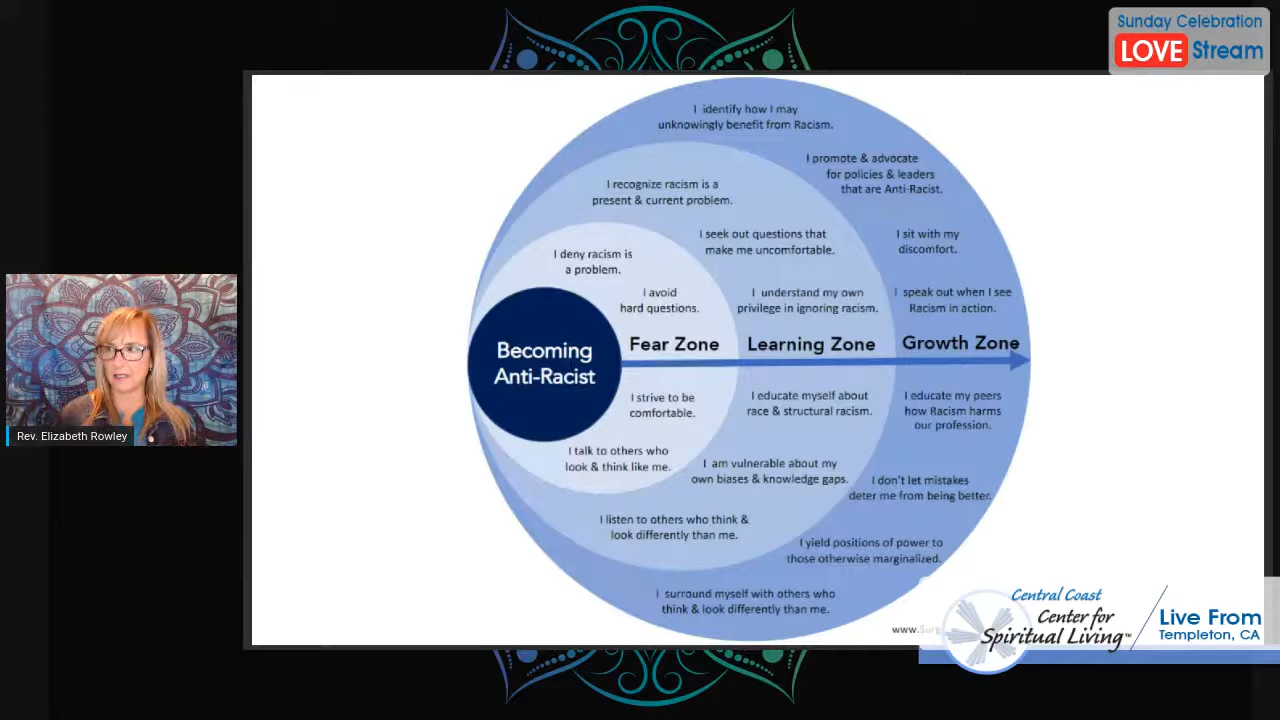 Sunday Celebration
LOVE Stream
I identify how I may
unknowingly benefit from Racism.
I promote & advocate
for policies & leaders
that are Anti-Racist.
I recognize racism is a
present & current problem.
I seek out questions that
make me uncomfortable.
I sit with my
discomfort.
I deny racism is
a problem.
I avoid
hard questions.
I understand my own
privilege in ignoring racism.
I speak out when I see
Racism in action.
Becoming
Anti-Racist
Fear Zone
Learning Zone
Growth Zone
I strive to be
comfortable.
I educate myself about
race & structural racism.
I educate my peers
how Racism harms
our profession.
I talk to others who
look & think like me.
I am vulnerable about my
own biases & knowledge gaps.
I don't let mistakes
deter me from being better.
I listen to others who think &
look differently than me.
I yield positions of power to
those otherwise marginalized.
I surround myself with others who
think & look differently than me.
Rev. Elizabeth Rowley
Central Coast
Center for
Spiritual Living™
Live From
Templeton, CA